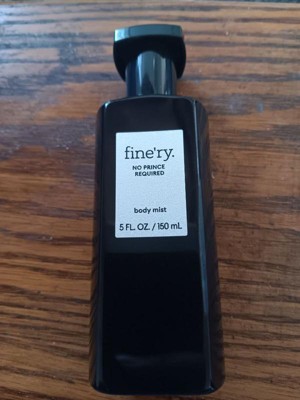 fine'ry.
NO PRINCE
REQUIRED
body mist
5 FL. OZ. / 150 mL